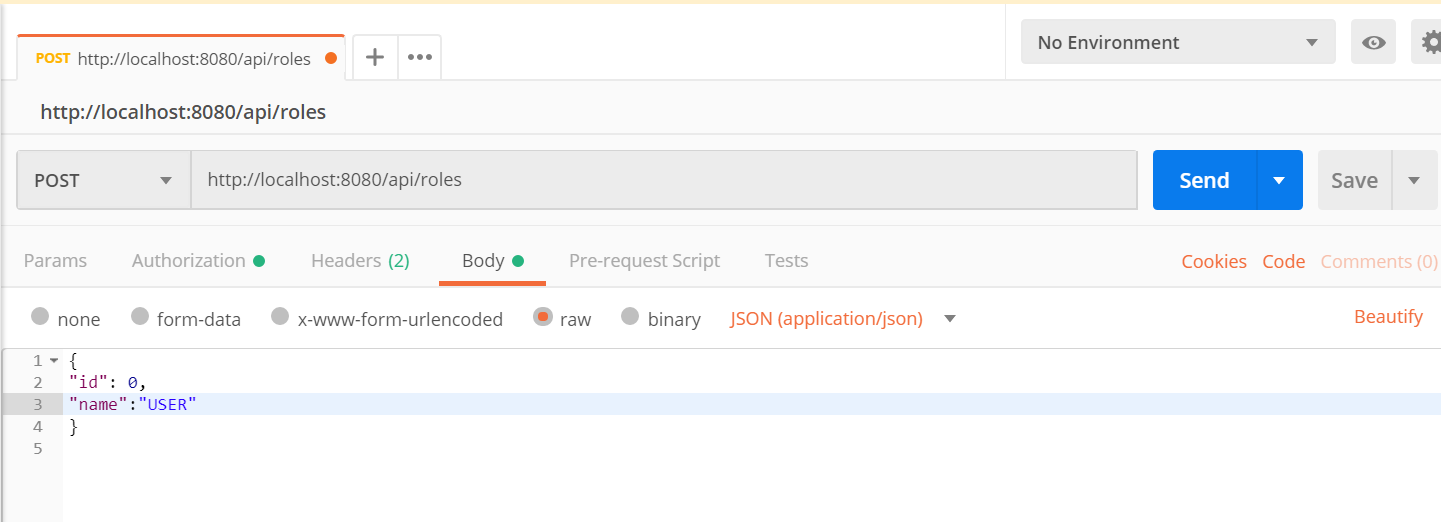 POST http://localhost:8080/api/roles
No Environment
http://localhost:8080/api/roles
POST http://localhost:8080/api/roles Send Save
Params Authorization Headers (2) Body Pre-request Script Tests Cookies Code Comments (0)
none form-data x-www-form-urlencoded raw binary JSON (application/json) Beautify
1 {
2 "id": 0,
3 "name":"USER"
4 }
5